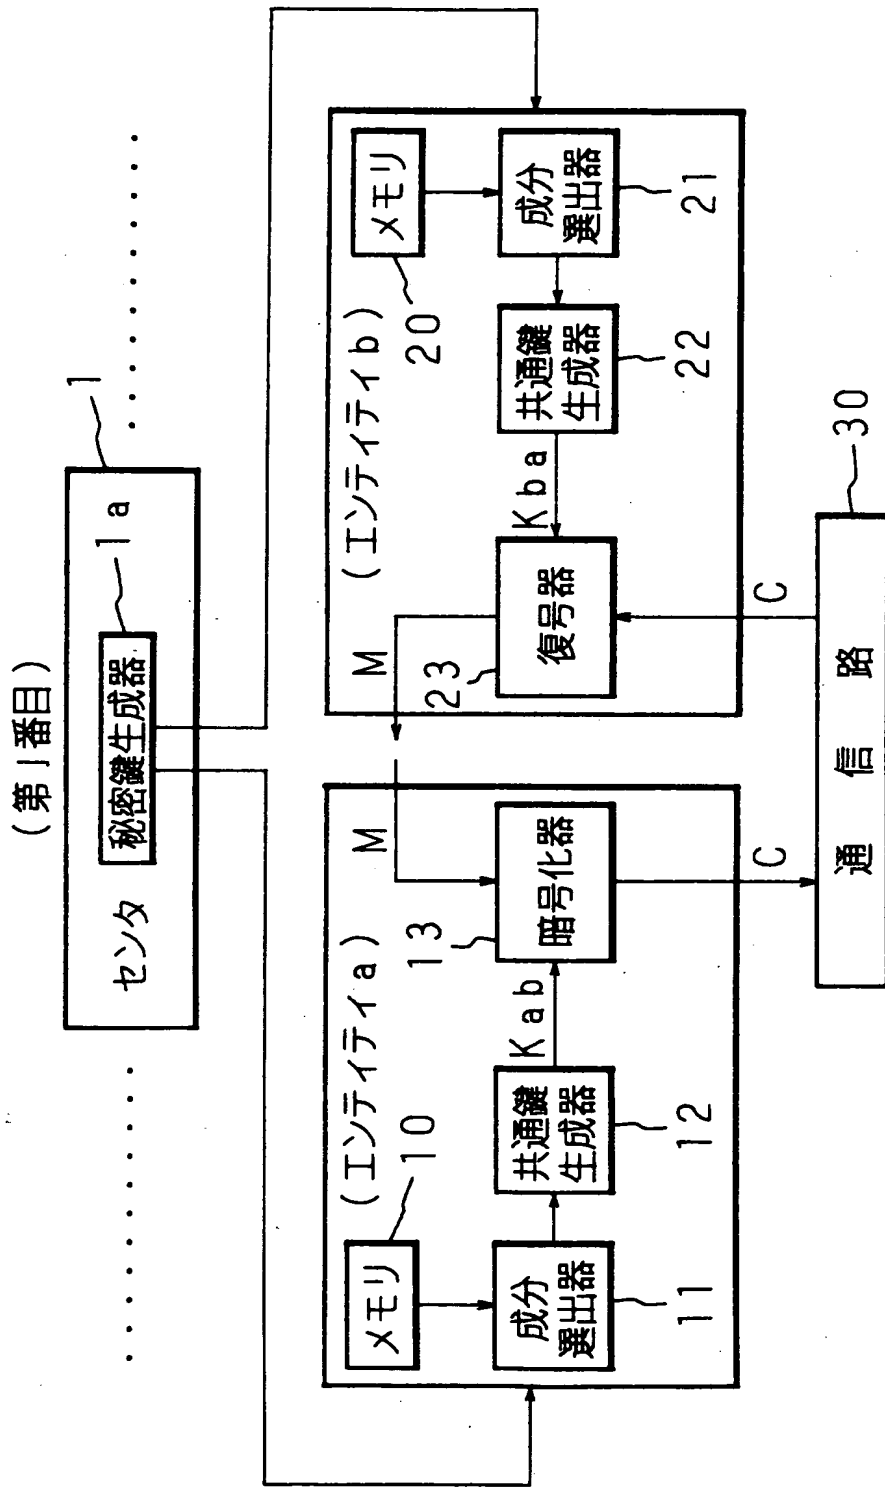 (第J番目)
センタ
秘密鍵生成器
1a
1
(エンティティa)
メモリ
10
成分
選出器
11
共通鍵
生成器
12
Kab
暗号化器
13
M
C
(エンティティb)
メモリ
20
成分
選出器
21
共通鍵
生成器
22
Kba
復号器
23
M
C
通信路
30